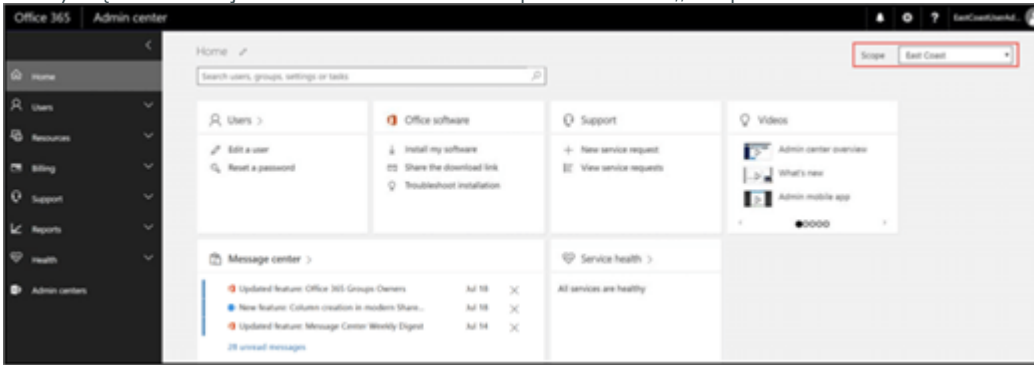 Office 365 Admin center
EastCoastUserAd...
Home
Scope East Coast
Search users, groups, settings or tasks
Home
Users
Resources
Billing
Support
Reports
Health
Admin centers
Users >
Edit a user
Reset a password
Office software
Install my software
Share the download link
Troubleshoot installation
Support
New service request
View service requests
Videos
Admin center overview
What's new
Admin mobile app
Message center >
Updated feature: Office 365 Groups Owners Jul 18
New feature: Column creation in modern Share... Jul 18
Updated feature: Message Center Weekly Digest Jul 14
28 unread messages
Service health >
All services are healthy